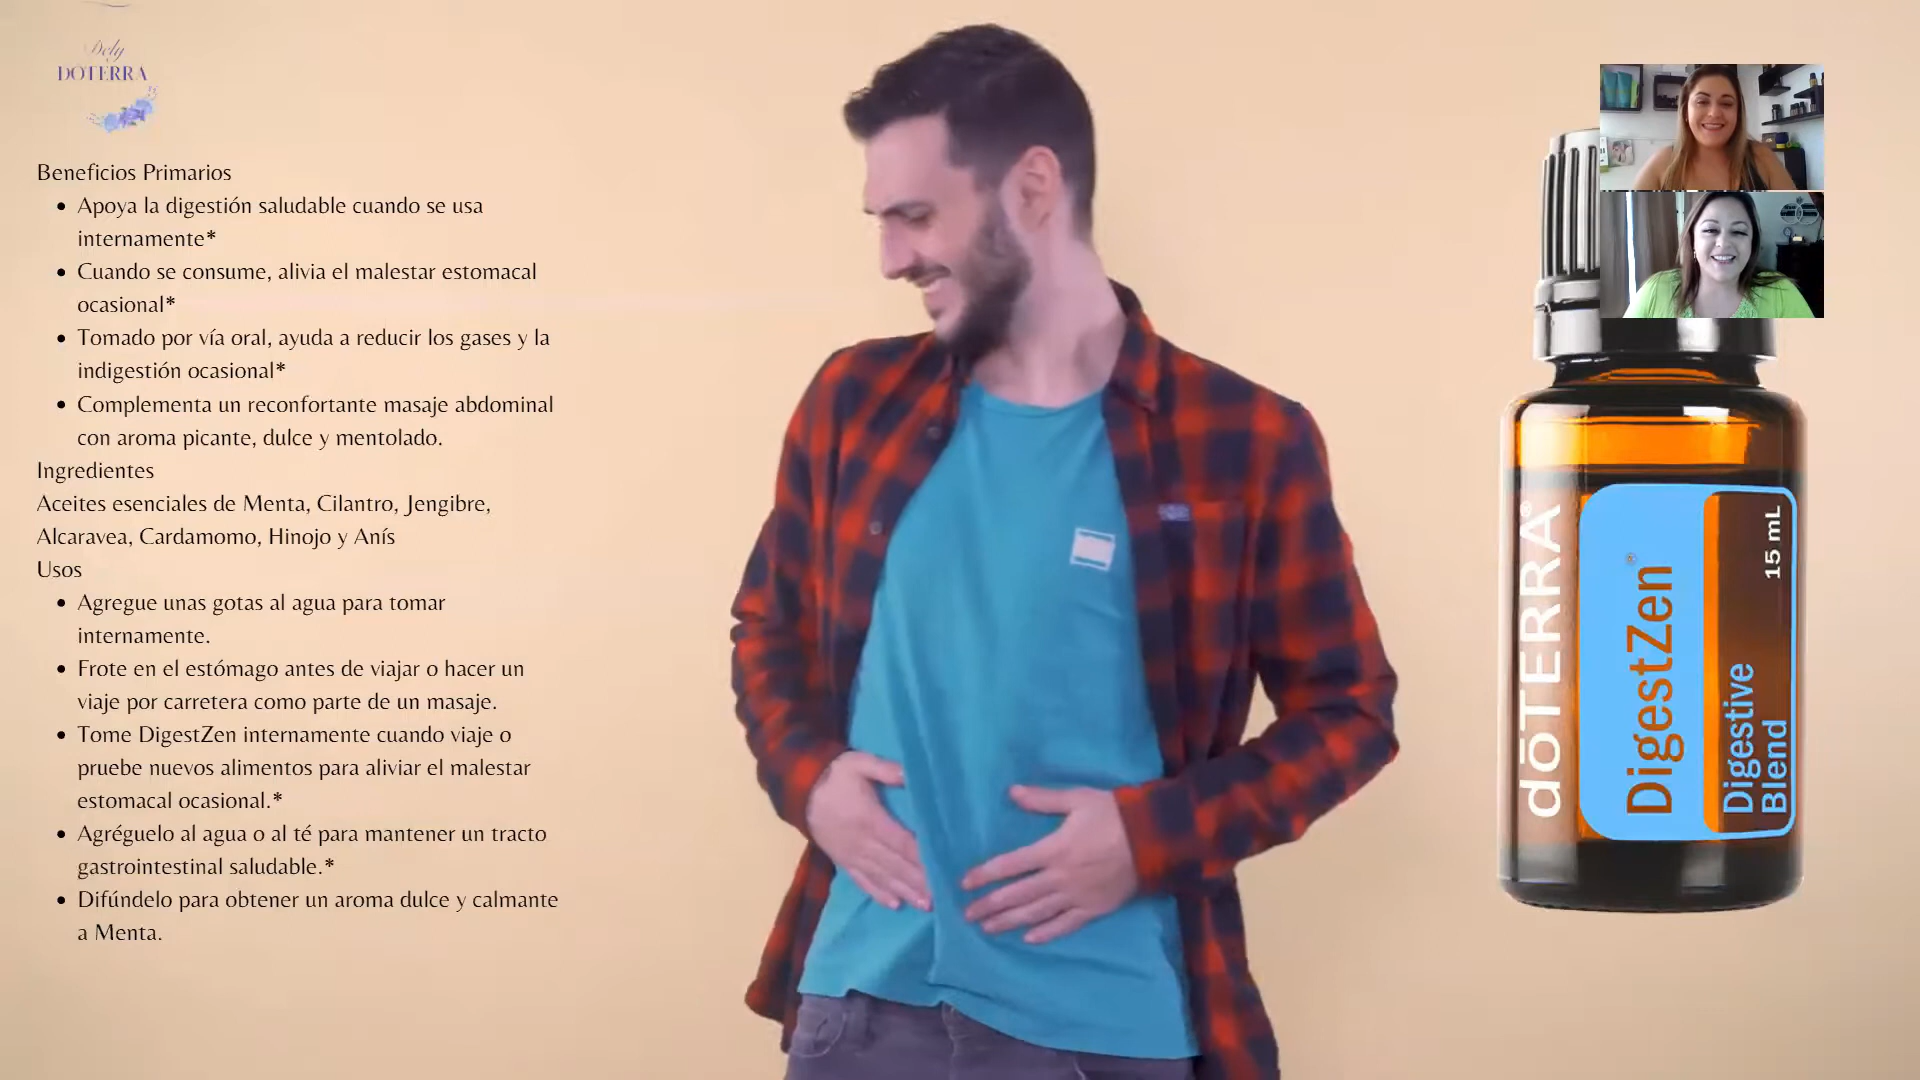 Dely
DŌTERRA
Beneficios Primarios
• Apoya la digestión saludable cuando se usa
internamente*
• Cuando se consume, alivia el malestar estomacal
ocasional*
• Tomado por vía oral, ayuda a reducir los gases y la
indigestión ocasional*
• Complementa un reconfortante masaje abdominal
con aroma picante, dulce y mentolado.
Ingredientes
Aceites esenciales de Menta, Cilantro, Jengibre,
Alcaravea, Cardamomo, Hinojo y Anís
Usos
• Agregue unas gotas al agua para tomar
internamente.
• Frote en el estómago antes de viajar o hacer un
viaje por carretera como parte de un masaje.
• Tome DigestZen internamente cuando viaje o
pruebe nuevos alimentos para aliviar el malestar
estomacal ocasional.*
• Agréguelo al agua o al té para mantener un tracto
gastrointestinal saludable.*
• Difúndelo para obtener un aroma dulce y calmante
a Menta.
dōTERRA®
DigestZen®
Digestive
Blend
15 mL